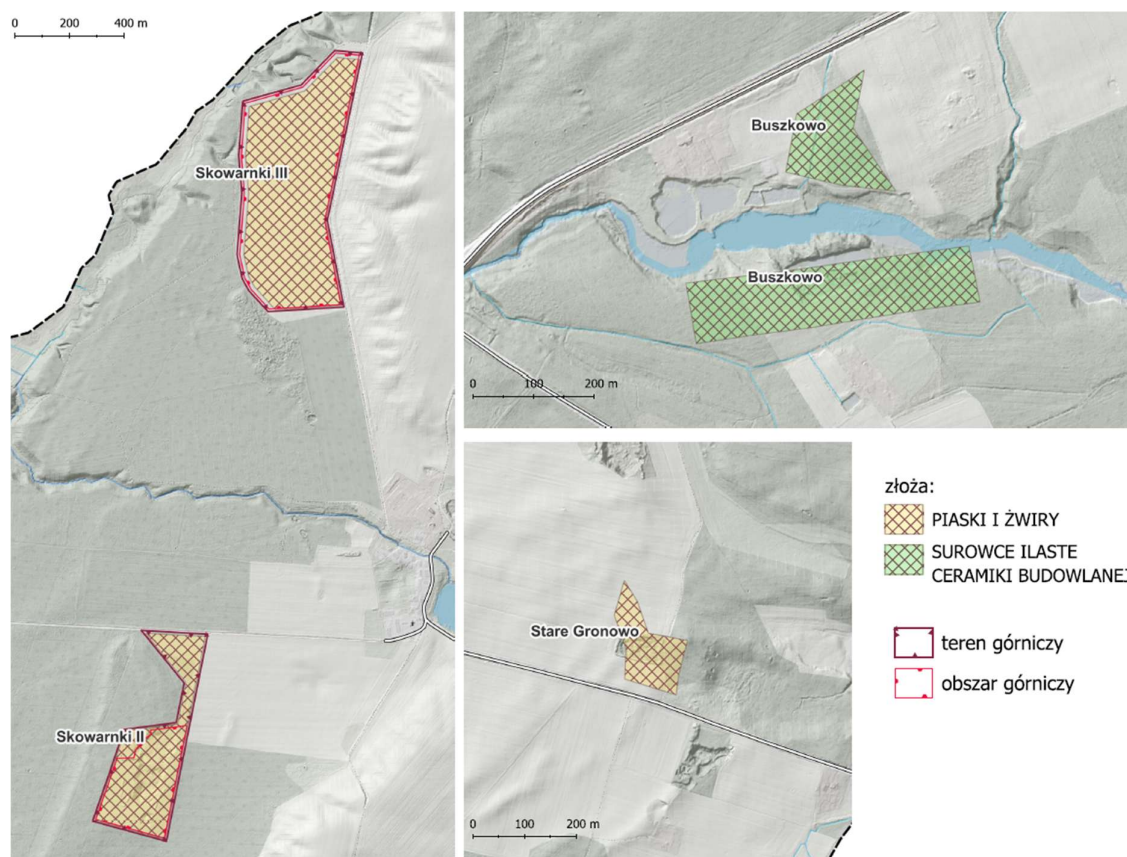 0 200 400 m
Skowarnki III
Skowarnki II
Buszkowo
Buszkowo
0 100 200 m
Stare Gronowo
0 100 200 m
złoża:
PIASKI I ŻWIRY
SUROWCE ILASTE
CERAMIKI BUDOWLANEJ
teren górniczy
obszar górniczy